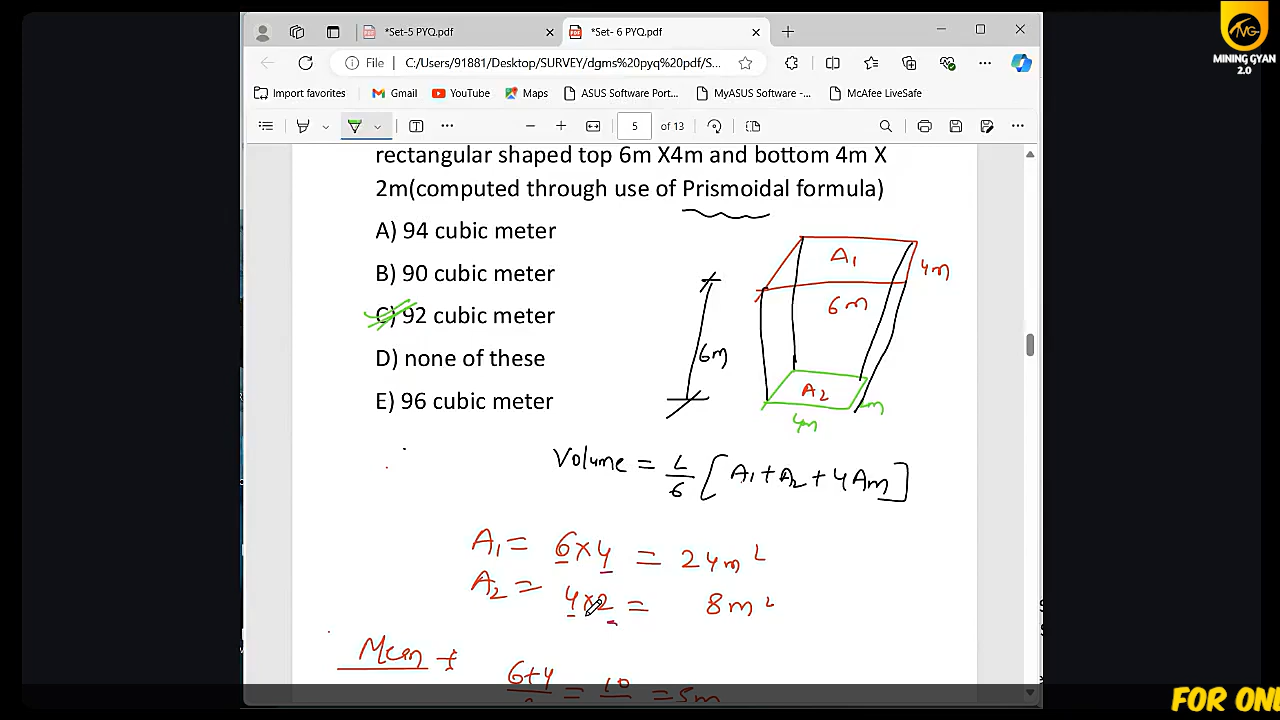 MINING GYAN
2.0
*Set-5 PYQ.pdf
*Set- 6 PYQ.pdf
File
C:/Users/91881/Desktop/SURVEY/dgms%20pyq%20pdf/S...
Import favorites
Gmail
YouTube
Maps
ASUS Software Port...
MyASUS - Software -...
McAfee LiveSafe
5
of 13
rectangular shaped top 6m X4m and bottom 4m X
2m(computed through use of Prismoidal formula)
A) 94 cubic meter
B) 90 cubic meter
C) 92 cubic meter
D) none of these
E) 96 cubic meter
A1
4m
6m
6m
A2
4m
Volume = L/6 [A1+A2+4Am]
A1 = 6×4 = 24m²
A2 = 4×2 = 8m²
Mean
6+4
= 10 = 5m
FOR ON